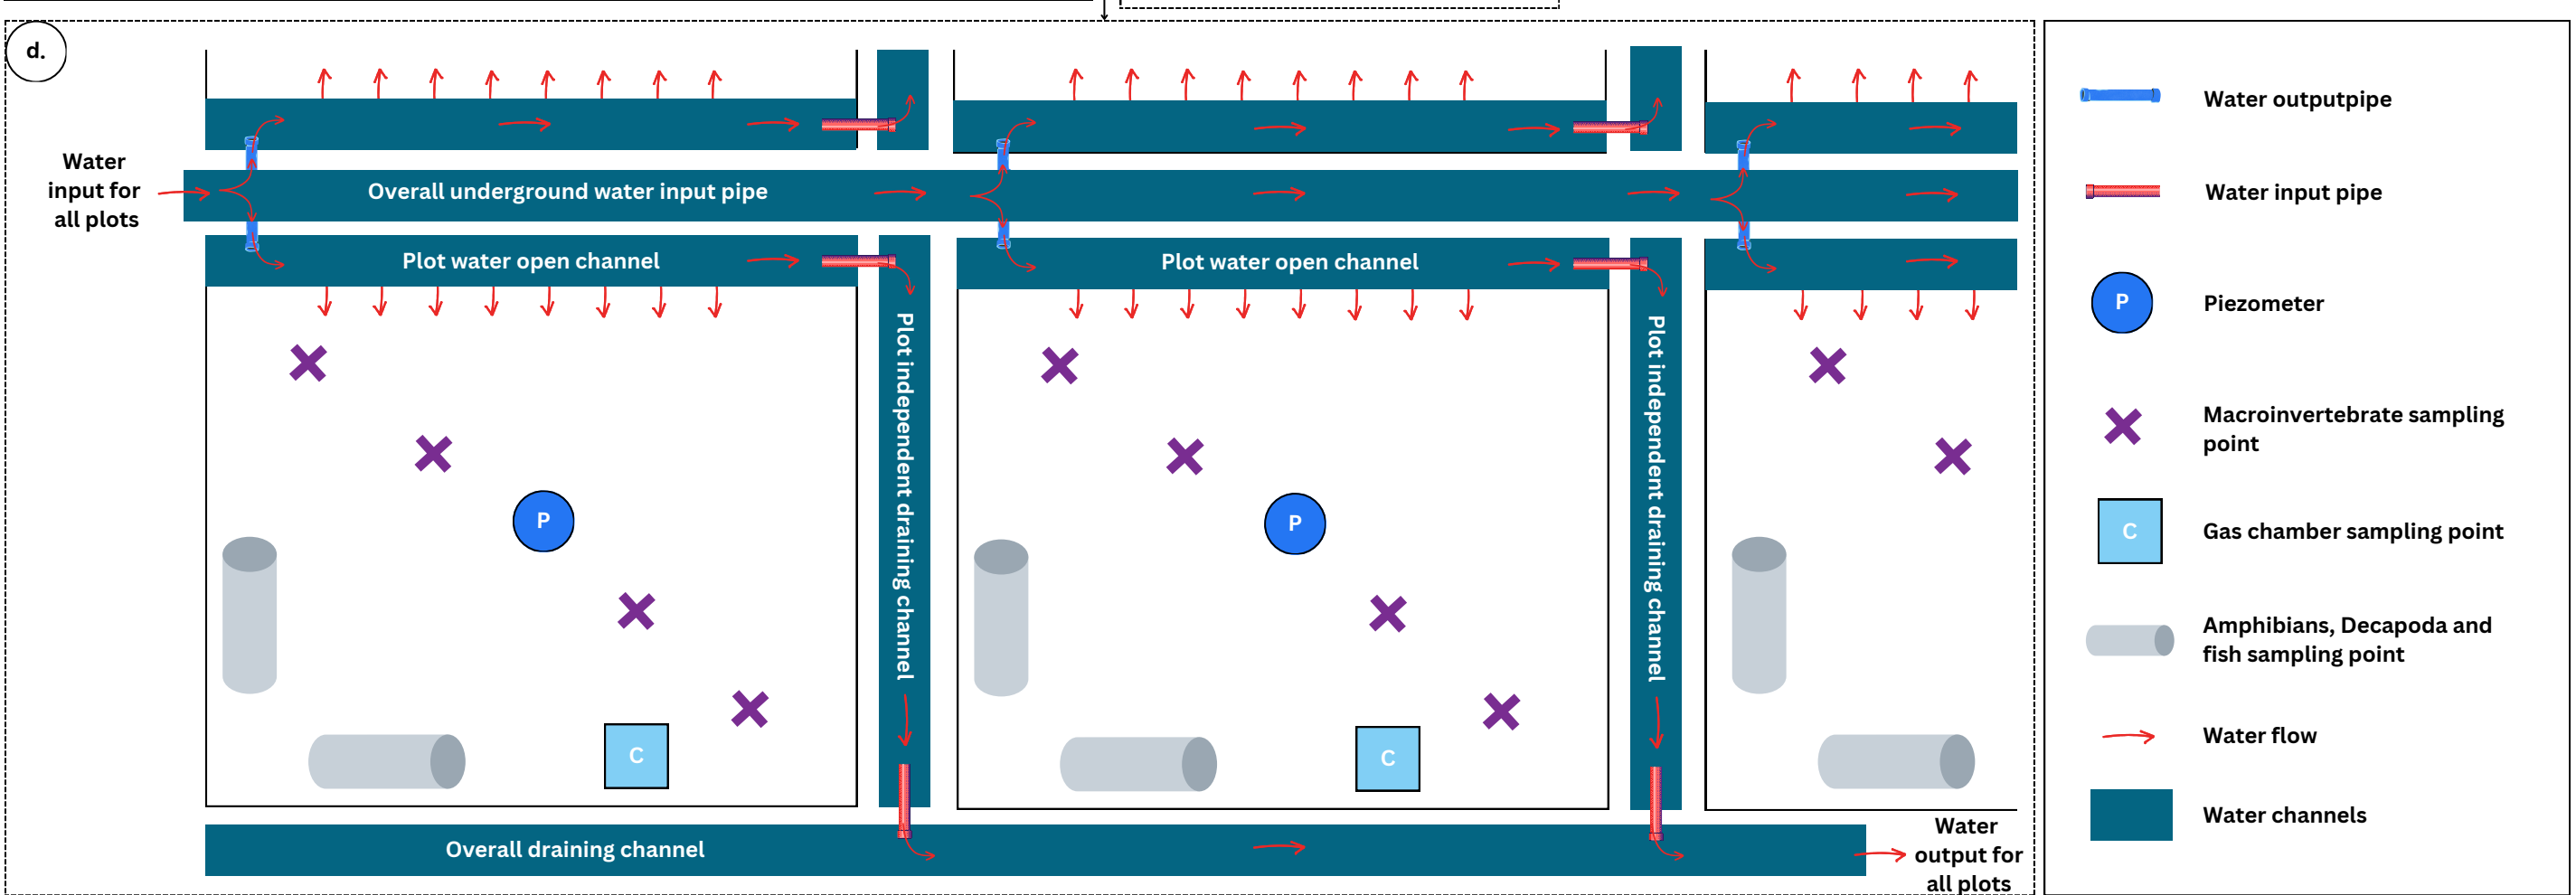 d.
Water
input for
all plots
Overall underground water input pipe
Plot water open channel
Plot water open channel
Plot independent draining channel
Plot independent draining channel
P
P
C
C
Overall draining channel
Water
output for
all plots
Water outputpipe
Water input pipe
P
Piezometer
Macroinvertebrate sampling
point
C
Gas chamber sampling point
Amphibians, Decapoda and
fish sampling point
Water flow
Water channels